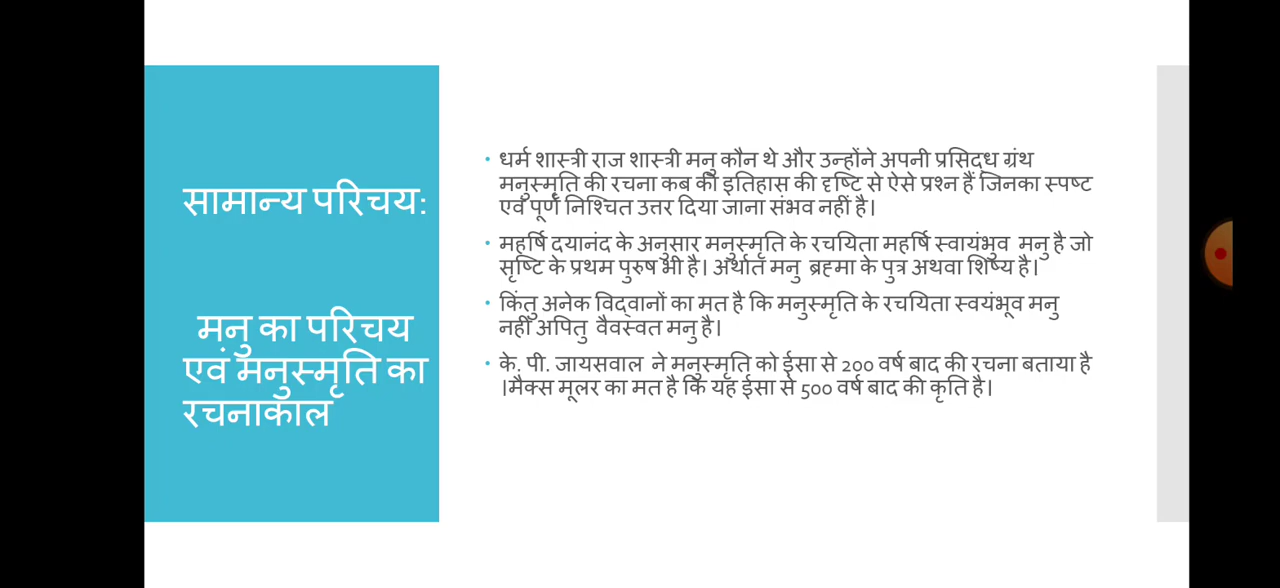 सामान्य परिचय:
मनु का परिचय
एवं मनुस्मृति का
रचनाकाल
• धर्म शास्त्री राज शास्त्री मनु कौन थे और उन्होंने अपनी प्रसिद्ध ग्रंथ
मनुस्मृति की रचना कब की इतिहास की दृष्टि से ऐसे प्रश्न हैं जिनका स्पष्ट
एवं पूर्ण निश्चित उत्तर दिया जाना संभव नहीं है।
• महर्षि दयानंद के अनुसार मनुस्मृति के रचयिता महर्षि स्वायंभुव मनु है जो
सृष्टि के प्रथम पुरुष भी है। अर्थात मनु ब्रह्मा के पुत्र अथवा शिष्य है।
• किंतु अनेक विद्वानों का मत है कि मनुस्मृति के रचयिता स्वयंभूव मनु
नहीं अपितु वैवस्वत मनु है।
• के. पी. जायसवाल ने मनुस्मृति को ईसा से 200 वर्ष बाद की रचना बताया है
।मैक्स मूलर का मत है कि यह ईसा से 500 वर्ष बाद की कृति है।